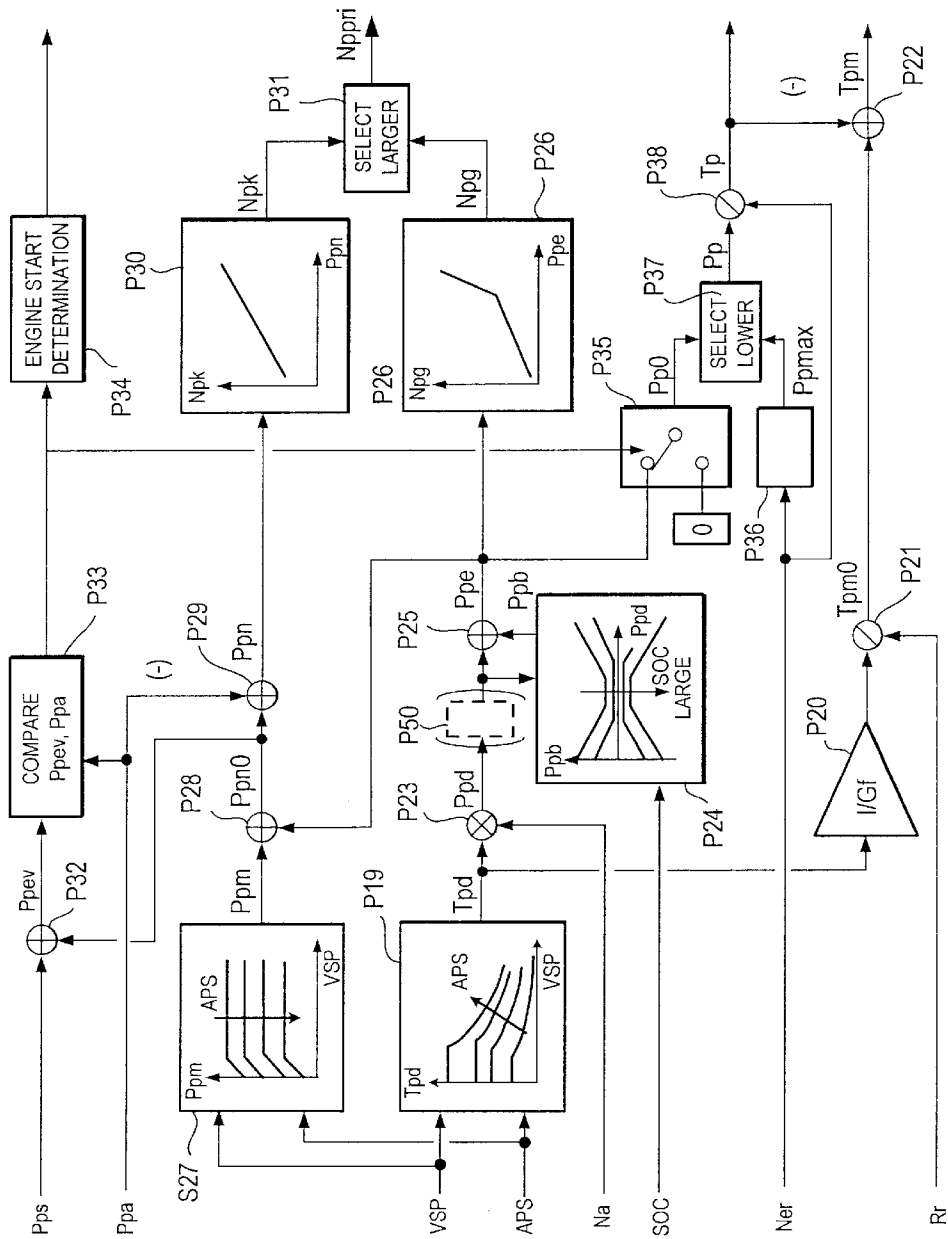 Pps
Ppa
VSP
APS
Na
SOC
Ner
Rr
Ppev
P32
COMPARE
Ppev, Ppa
P33
(-)
ENGINE START
DETERMINATION
P34
S27
Ppm
APS
VSP
Ppm
P28
Ppn0
P29
Ppn
P30
Npk
Ppn
Npk
P31
SELECT
LARGER
Nppri
P19
Tpd
APS
VSP
Tpd
P23
Ppd
P50
P25
Ppe
Ppb
P24
Ppb
Ppd
SOC
LARGE
P26
Npg
Ppe
P26
Npg
P35
0
Pp0
P36
Ppmax
P37
SELECT
LOWER
Pp
P38
Tp
(-)
P20
I/Gf
Tpm0
P21
Tpm
P22